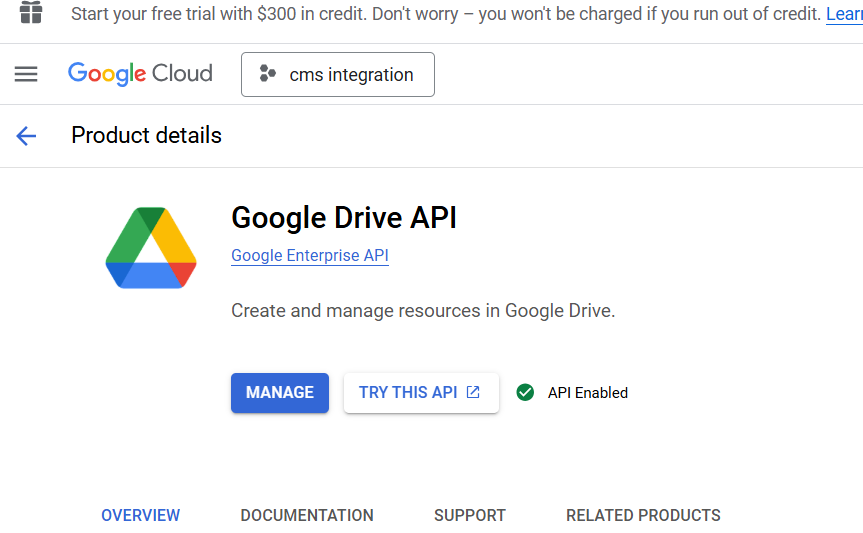 Start your free trial with $300 in credit. Don't worry – you won't be charged if you run out of credit.
Google Cloud
cms integration
Product details
Google Drive API
Google Enterprise API
Create and manage resources in Google Drive.
MANAGE
TRY THIS API
API Enabled
OVERVIEW
DOCUMENTATION
SUPPORT
RELATED PRODUCTS